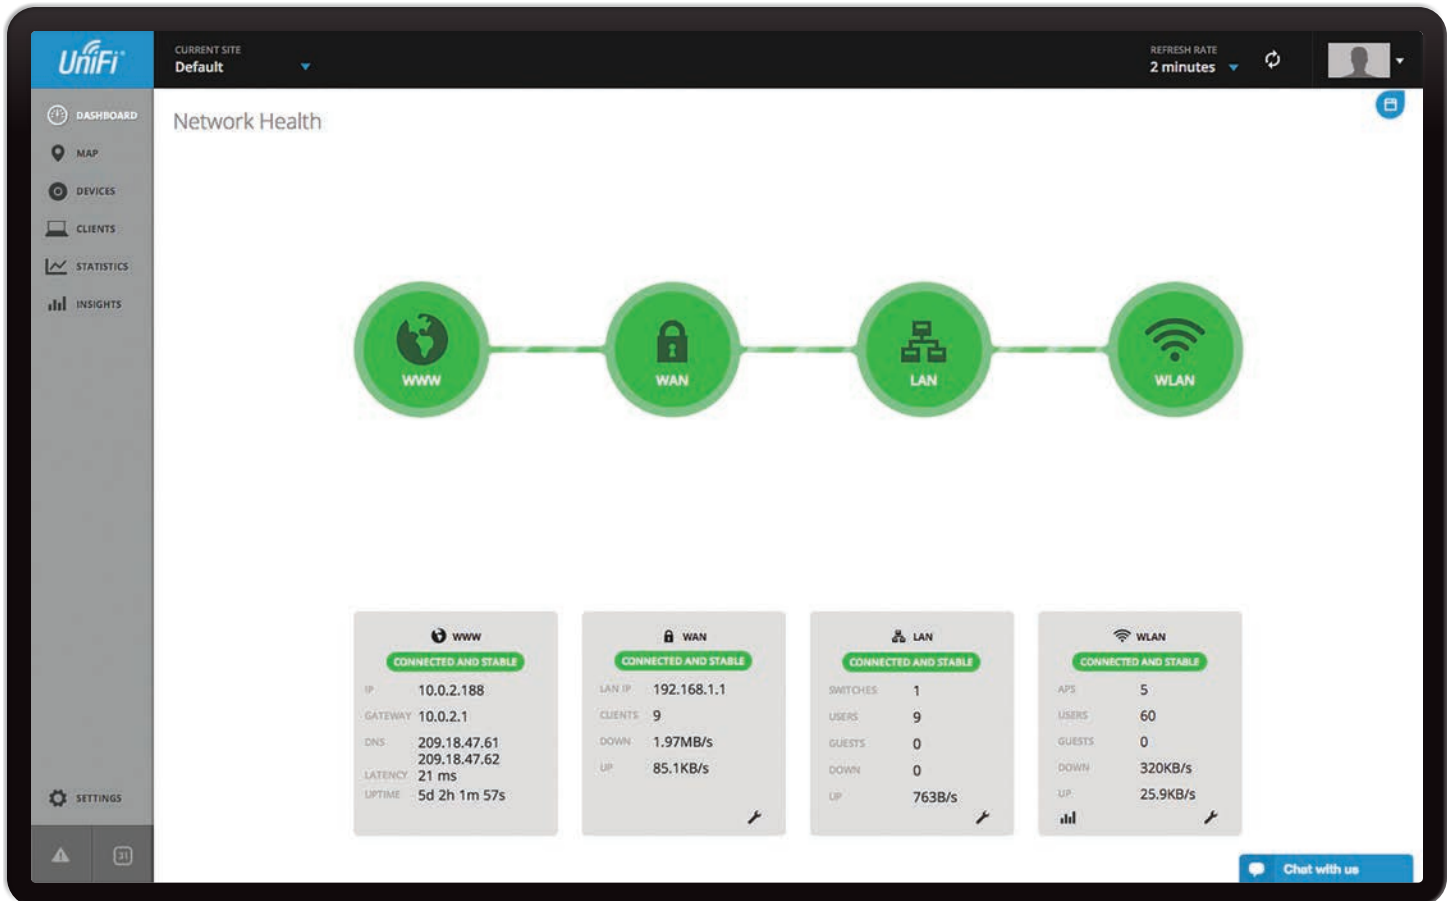 UniFi
CURRENT SITE
Default
REFRESH RATE
2 minutes
DASHBOARD
MAP
DEVICES
CLIENTS
STATISTICS
INSIGHTS
SETTINGS
31
Network Health
WWW
WAN
LAN
WLAN
WWW
CONNECTED AND STABLE
IP 10.0.2.188
GATEWAY 10.0.2.1
DNS 209.18.47.61
209.18.47.62
LATENCY 21 ms
UPTIME 5d 2h 1m 57s
WAN
CONNECTED AND STABLE
LAN IP 192.168.1.1
CLIENTS 9
DOWN 1.97MB/s
UP 85.1KB/s
LAN
CONNECTED AND STABLE
SWITCHES 1
USERS 9
GUESTS 0
DOWN 0
UP 763B/s
WLAN
CONNECTED AND STABLE
APS 5
USERS 60
GUESTS 0
DOWN 320KB/s
UP 25.9KB/s
Chat with us